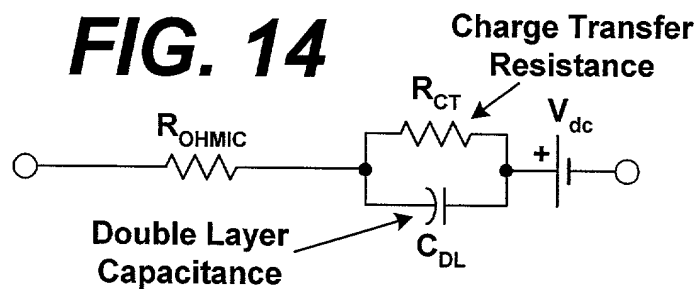 FIG. 14
Charge Transfer
Resistance
R_CT
V_dc
R_OHMIC
+
Double Layer
Capacitance
C_DL